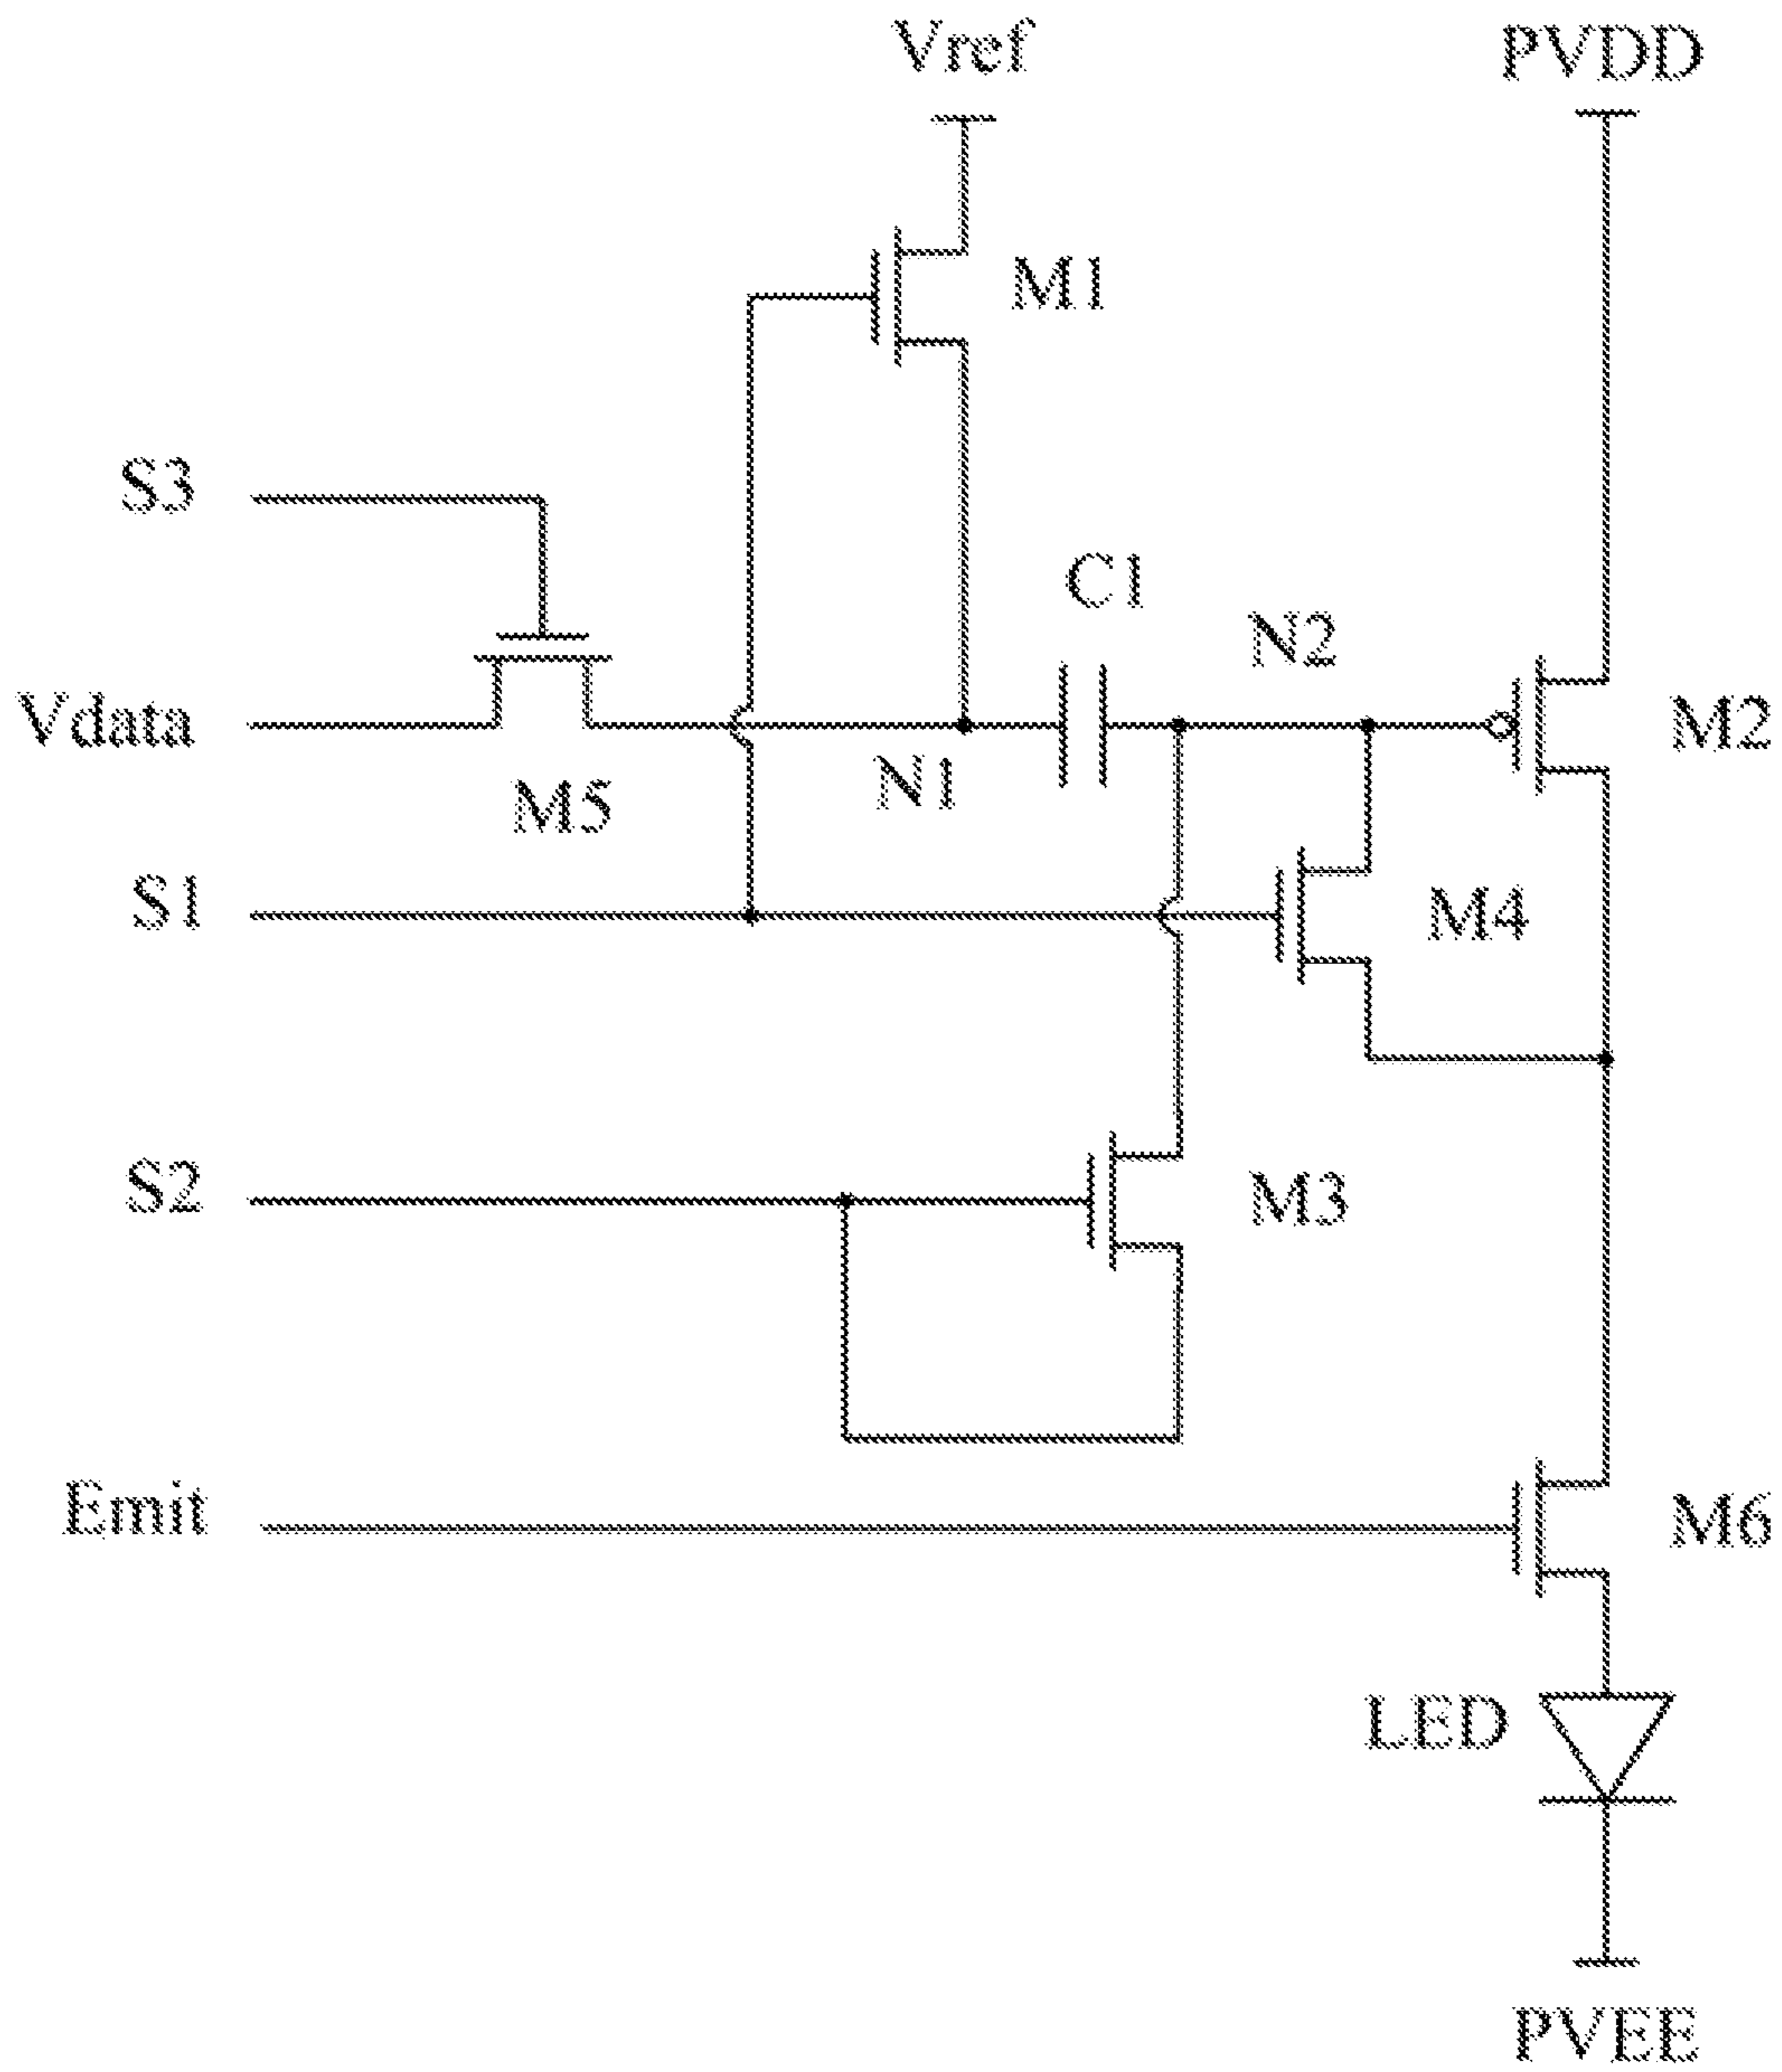 Vref
PVDD
M1
S3
C1
N2
Vdata
M2
N1
M5
S1
M4
S2
M3
Emit
M6
LED
PVEE